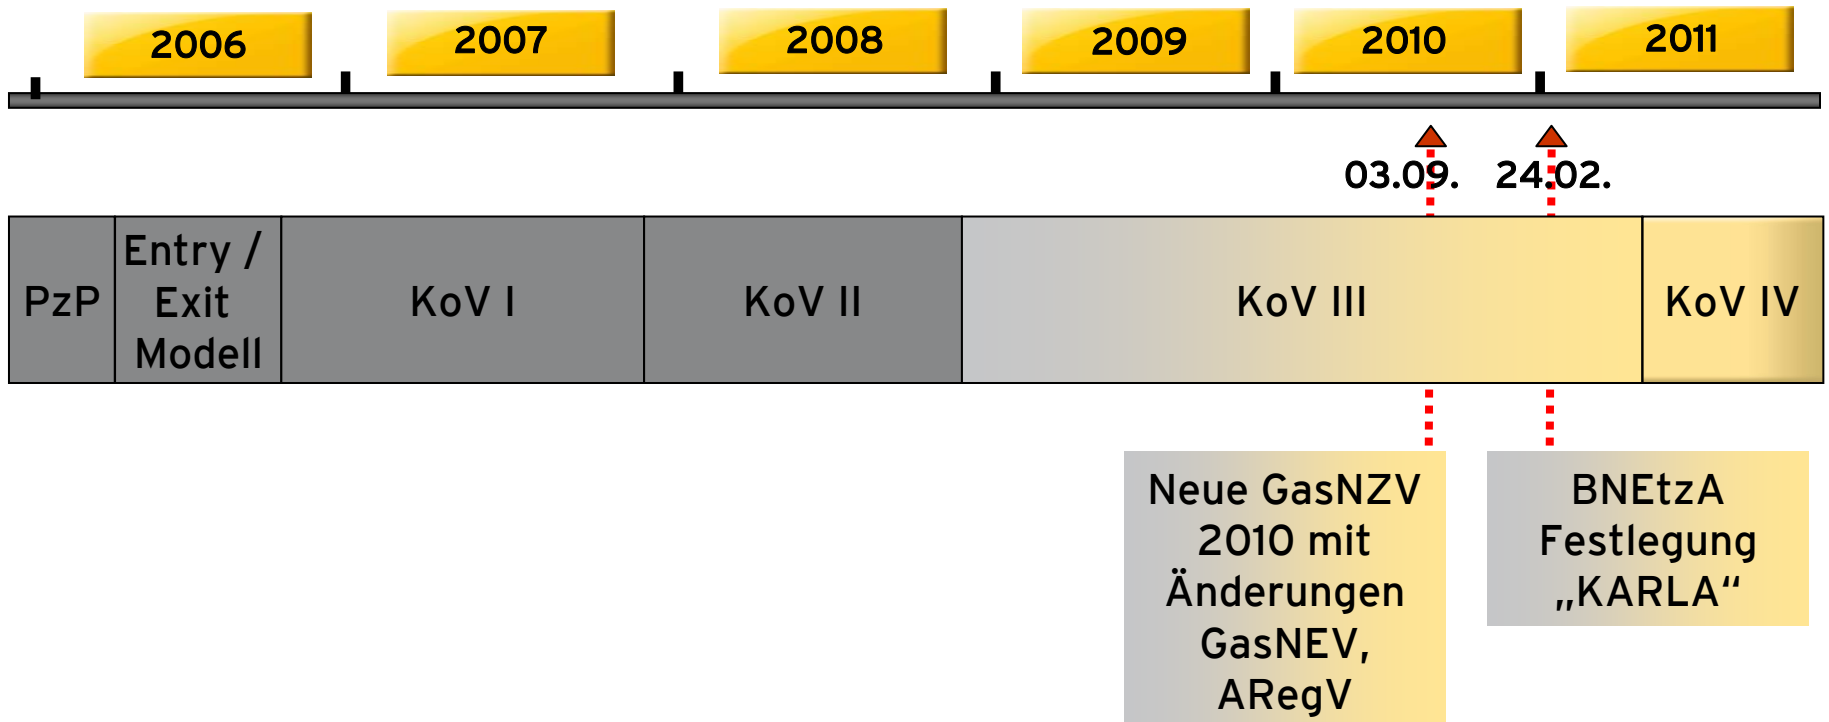 2006
2007
2008
2009
2010
2011
03.09.
24.02.
PzP
Entry /
Exit
Modell
KoV I
KoV II
KoV III
KoV IV
Neue GasNZV
2010 mit
Änderungen
GasNEV,
ARegV
BNEtzA
Festlegung
„KARLA“